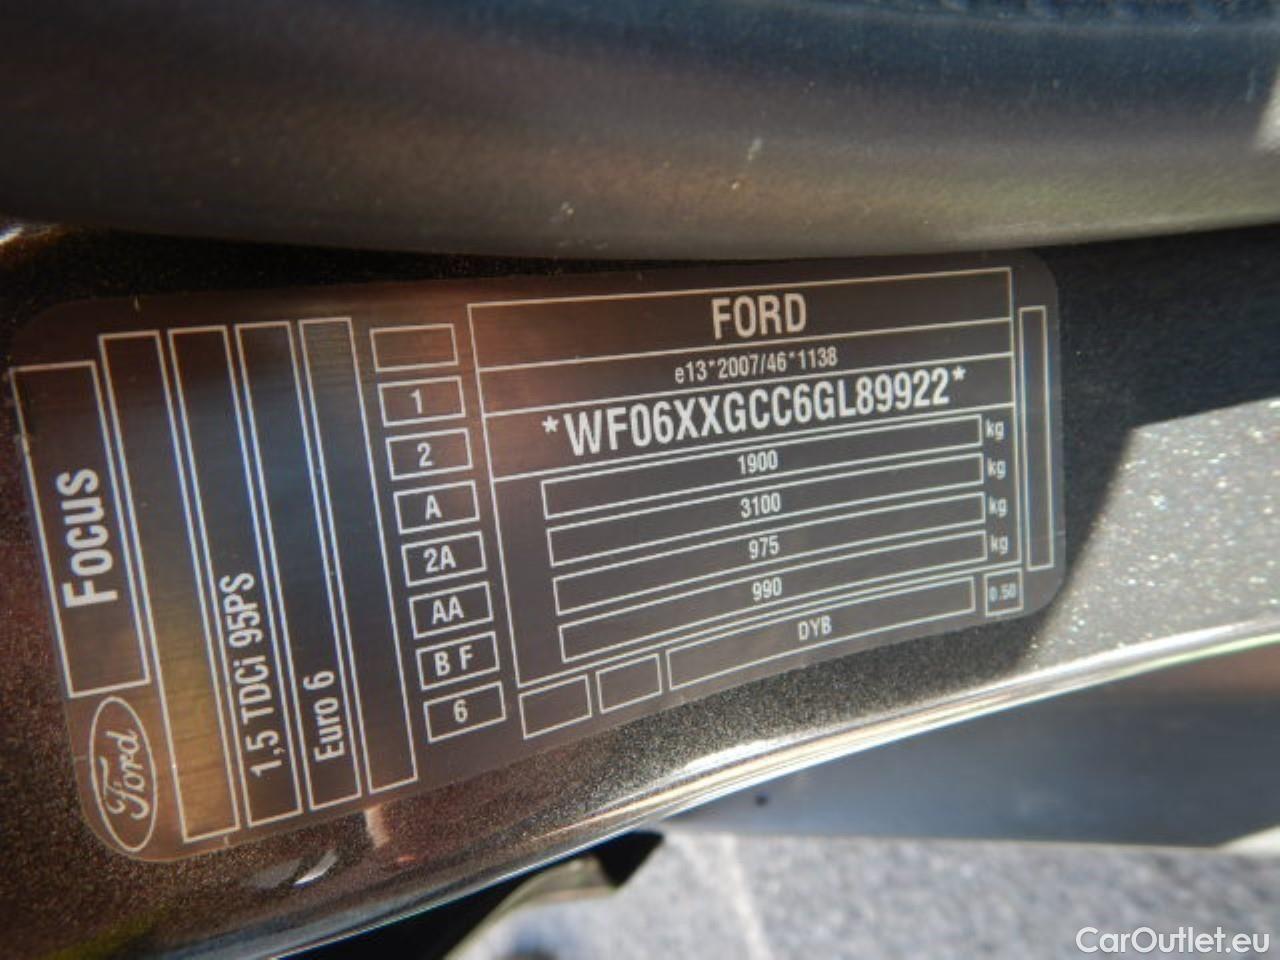 FORD
e13*2007/46*1138
*WF06XXGCC6GL89922*
1900 kg
3100 kg
975 kg
990 kg
DYB
0.50
1
2
A
2A
AA
B F
6
Focus
Ford
1,5 TDCi 95PS
Euro 6
CarOutlet.eu